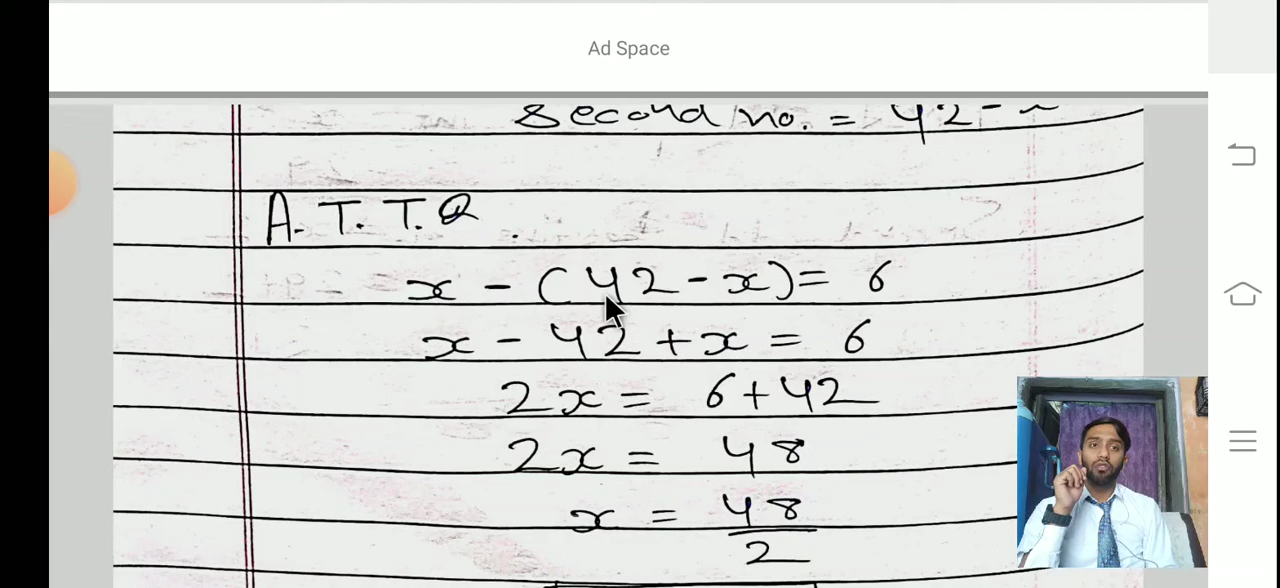 Ad Space
Second no. = 42 - x
A. T. T. Q
x - (42 - x) = 6
x - 42 + x = 6
2x = 6 + 42
2x = 48
x = 48/2